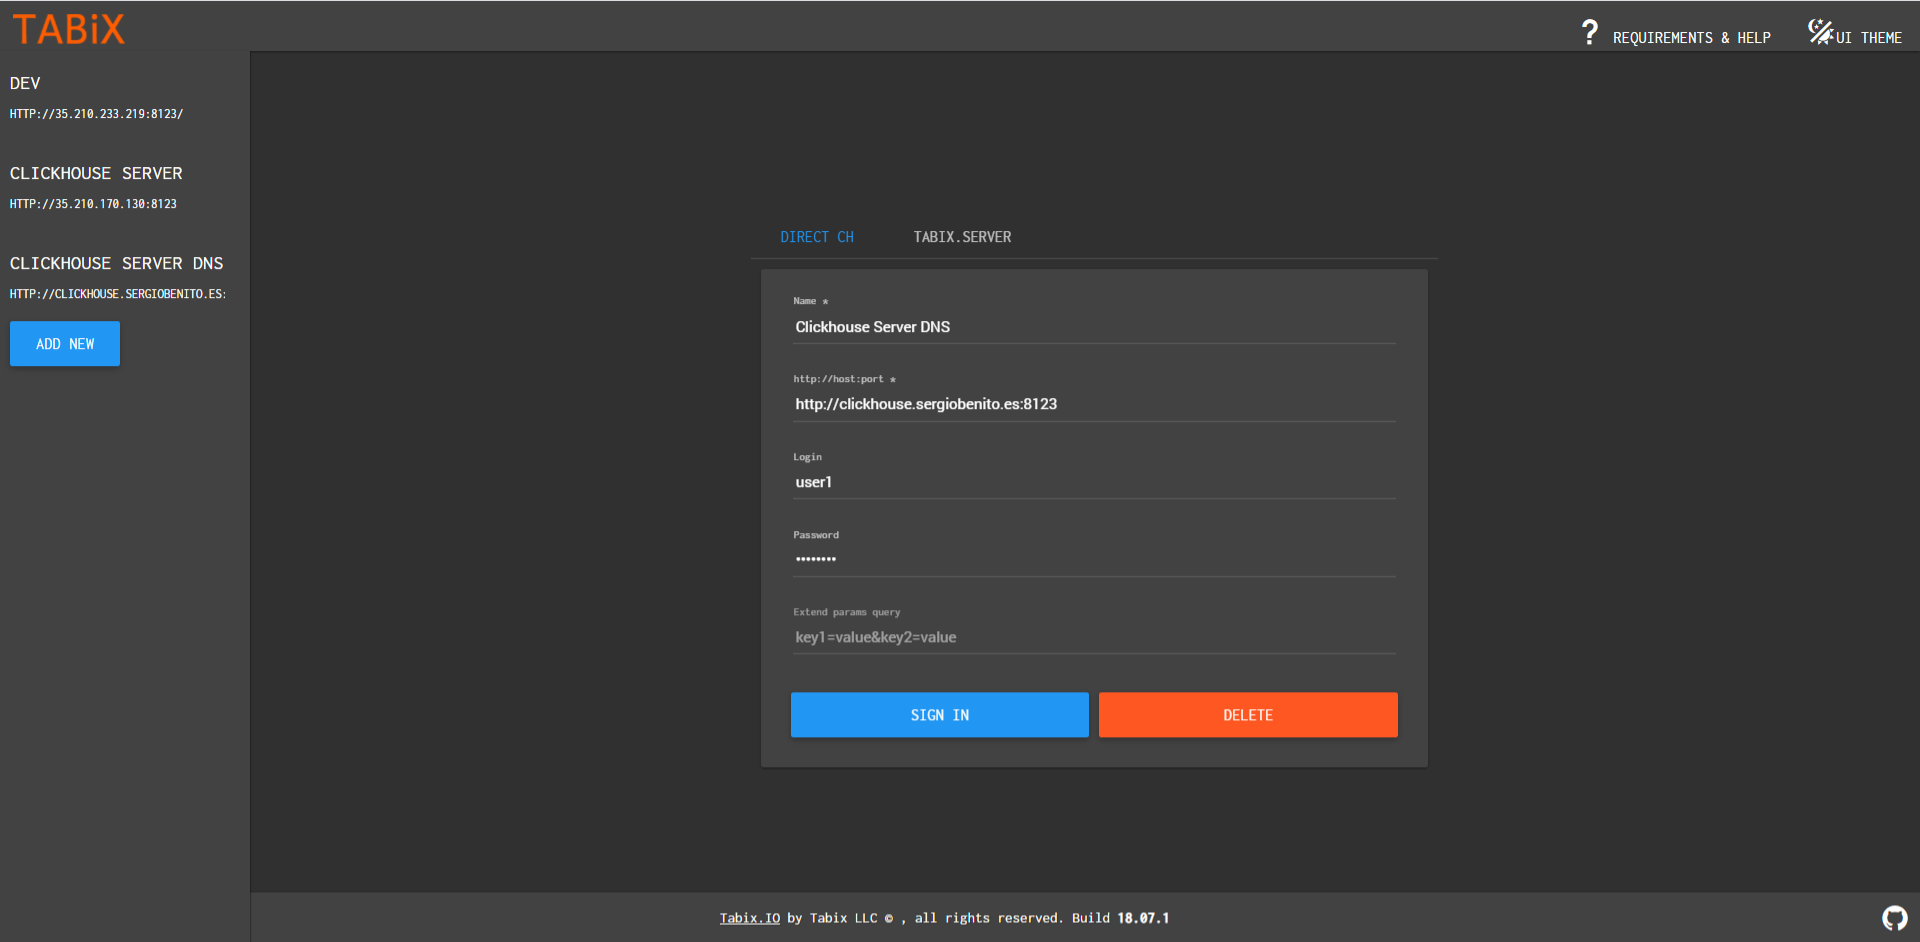 TABiX
? REQUIREMENTS & HELP
UI THEME
DEV
HTTP://35.210.233.219:8123/
CLICKHOUSE SERVER
HTTP://35.210.170.130:8123
CLICKHOUSE SERVER DNS
HTTP://CLICKHOUSE.SERGIOBENITO.ES:
ADD NEW
DIRECT CH
TABIX.SERVER
Name *
Clickhouse Server DNS
http://host:port *
http://clickhouse.sergiobenito.es:8123
Login
user1
Password
••••••••
Extend params query
key1=value&key2=value
SIGN IN
DELETE
Tabix.IO by Tabix LLC © , all rights reserved. Build 18.07.1